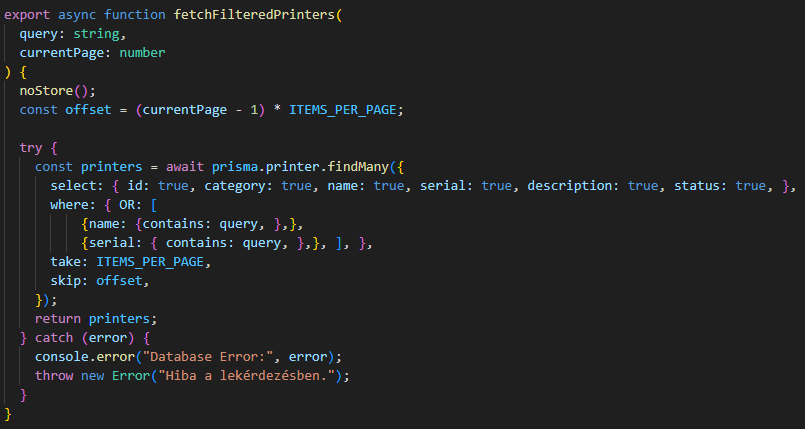 export async function fetchFilteredPrinters(
  query: string,
  currentPage: number
) {
  noStore();
  const offset = (currentPage - 1) * ITEMS_PER_PAGE;

  try {
    const printers = await prisma.printer.findMany({
      select: { id: true, category: true, name: true, serial: true, description: true, status: true, },
      where: { OR: [
          {name: {contains: query, },},
          {serial: { contains: query, },}, ], },
      take: ITEMS_PER_PAGE,
      skip: offset,
    });
    return printers;
  } catch (error) {
    console.error("Database Error:", error);
    throw new Error("Hiba a lekérdezésben.");
  }
}